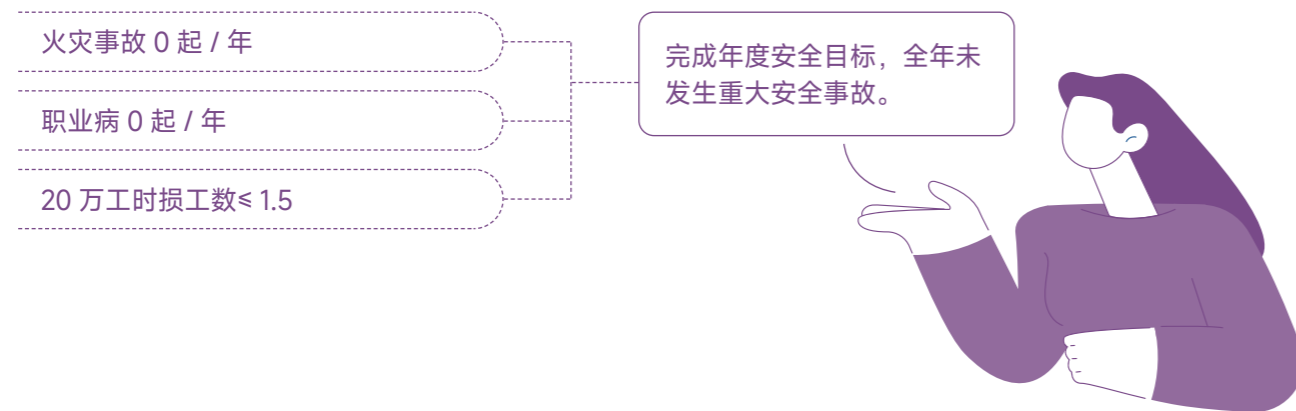 火灾事故 0 起 / 年
职业病 0 起 / 年
20 万工时损工数≤ 1.5
完成年度安全目标，全年未
发生重大安全事故。